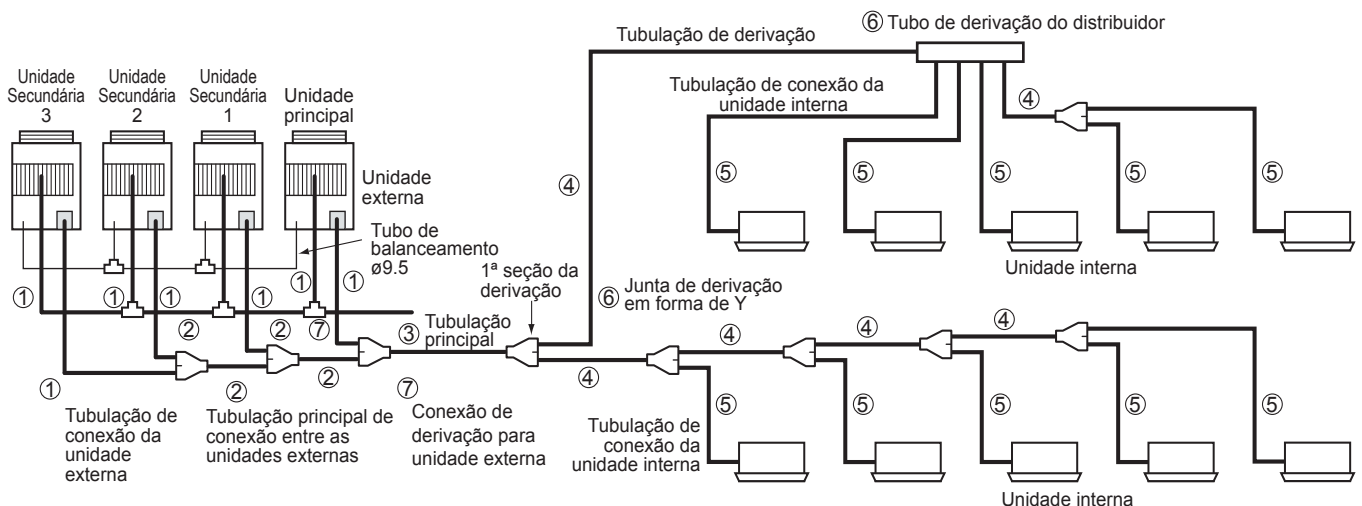 ⑥ Tubo de derivação do distribuidor
Tubulação de derivação
Unidade
Secundária
3
Unidade
Secundária
2
Unidade
Secundária
1
Unidade
principal
Tubulação de conexão da
unidade interna
④
Unidade
externa
④
⑤
⑤
⑤
⑤
⑤
Tubo de
balanceamento
ø9.5
Unidade interna
1ª seção da
derivação
①
①
①
①
①
①
①
②
②
⑦
⑥ Junta de derivação
em forma de Y
③
Tubulação
principal
④
④
④
④
①
②
②
⑦
⑤
⑤
⑤
⑤
⑤
Tubulação de
conexão da
unidade
externa
Tubulação principal de
conexão entre as
unidades externas
Conexão de
derivação para
unidade externa
Tubulação de
conexão da
unidade interna
Unidade interna